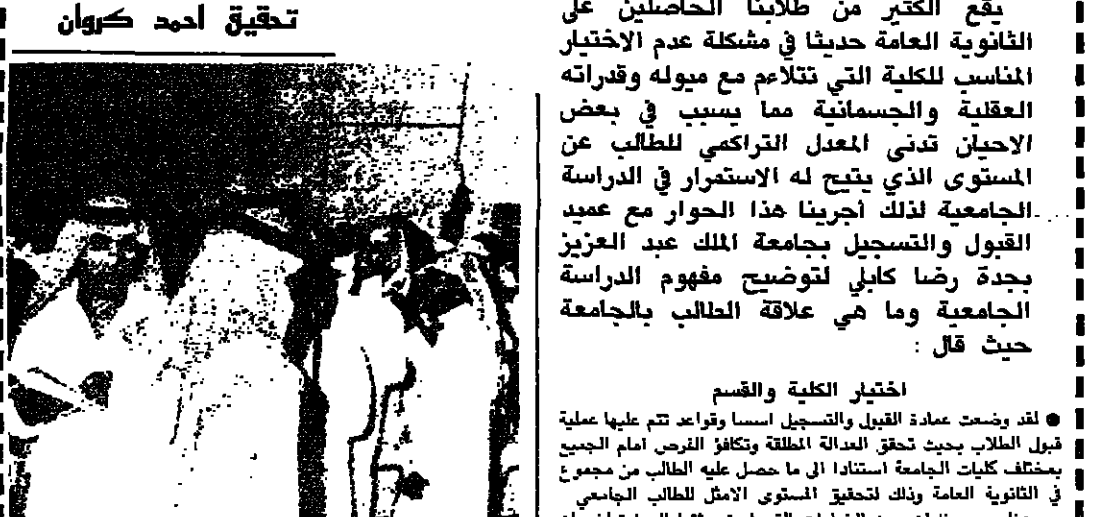 تحقيق احمد كروان
يقع الكثير من طلابنا الحاصلين على
الثانوية العامة حديثا في مشكلة عدم الاختيار
المناسب للكلية التي تتلاءم مع ميوله وقدراته
العقلية والجسمانية مما يسبب في بعض
الاحيان تدنى المعدل التراكمي للطالب عن
المستوى الذي يتيح له الاستمرار في الدراسة
الجامعية لذلك أجرينا هذا الحوار مع عميد
القبول والتسجيل بجامعة الملك عبد العزيز
بجدة رضا كابلي لتوضيح مفهوم الدراسة
الجامعية وما هي علاقة الطالب بالجامعة
حيث قال :
اختيار الكلية والقسم
● لقد وضعت عمادة القبول والتسجيل اسسا وقواعد تتم عليها عملية
قبول الطلاب بحيث تحقق العدالة المطلقة وتكافؤ الفرص امام الجميع
بمختلف كليات الجامعة استنادا الى ما حصل عليه الطالب من مجموع
في الثانوية العامة وذلك لتحقيق المستوى الامثل للطالب الجامعي